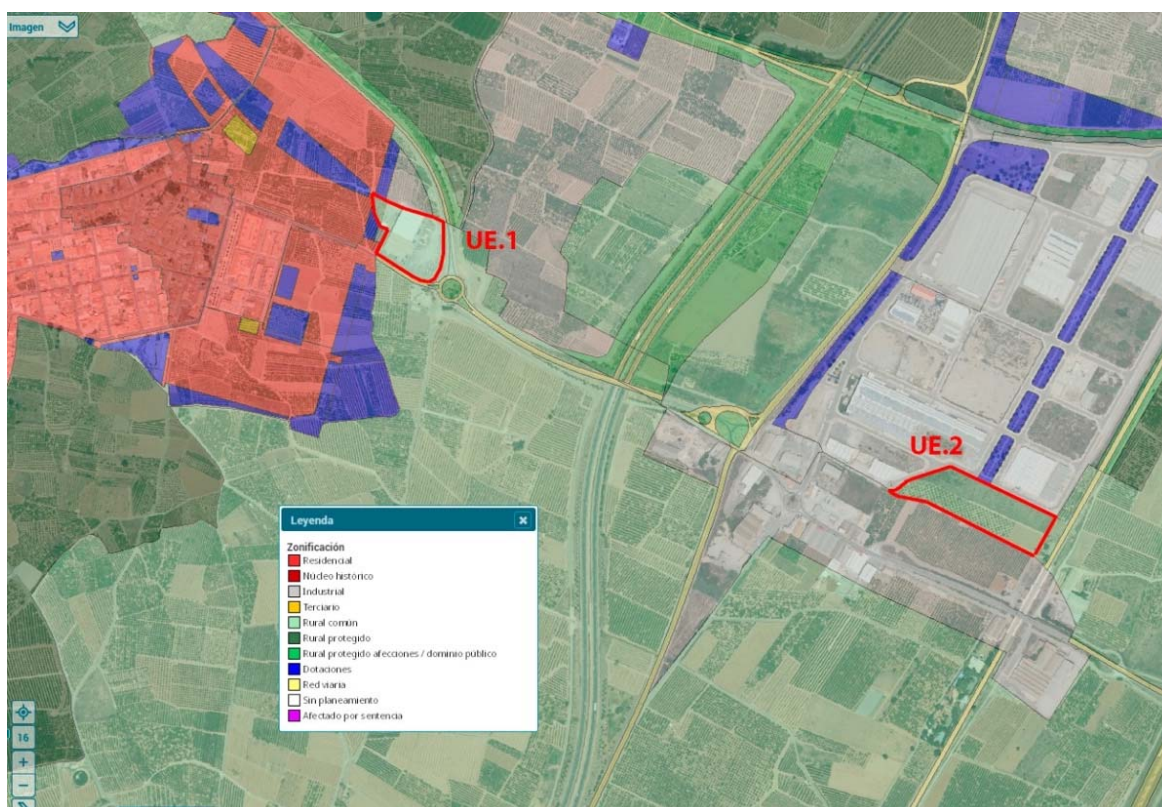 Imagen
UE.1
UE.2
Leyenda
Zonificación
Residencial
Núcleo histórico
Industrial
Terciario
Rural común
Rural protegido
Rural protegido afecciones / dominio público
Dotaciones
Red viaria
Sin planeamiento
Afectado por sentencia
16
+
−